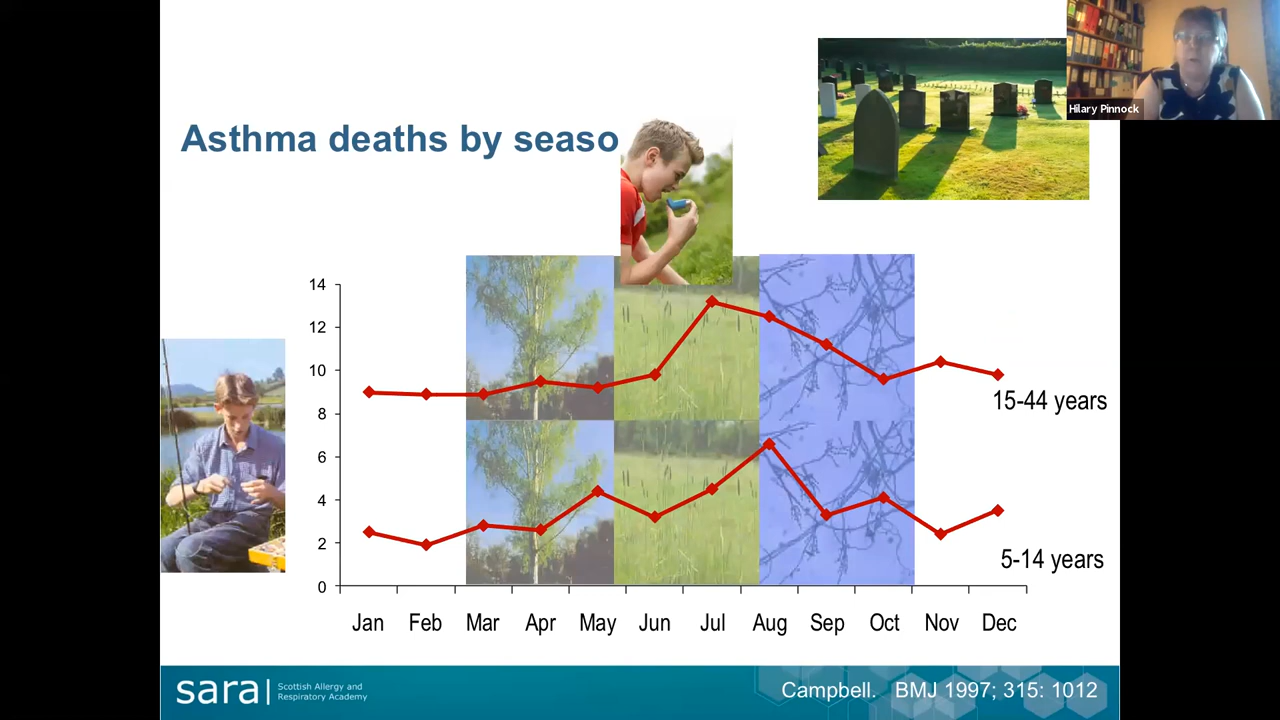 Hilary Pinnock
Asthma deaths by seaso
14
12
10
8
6
4
2
0
15-44 years
5-14 years
Jan Feb Mar Apr May Jun Jul Aug Sep Oct Nov Dec
sara
Scottish Allergy and
Respiratory Academy
Campbell. BMJ 1997; 315: 1012